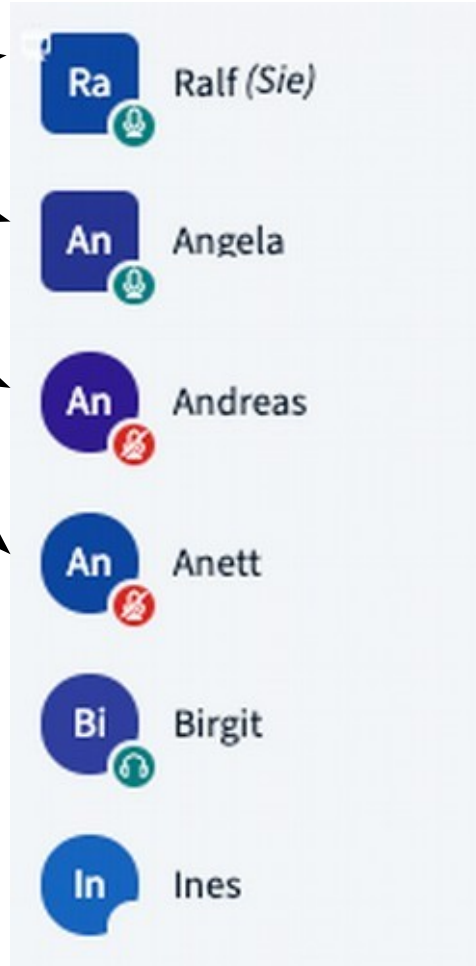 Ra Ralf (Sie)
An Angela
An Andreas
An Anett
Bi Birgit
In Ines